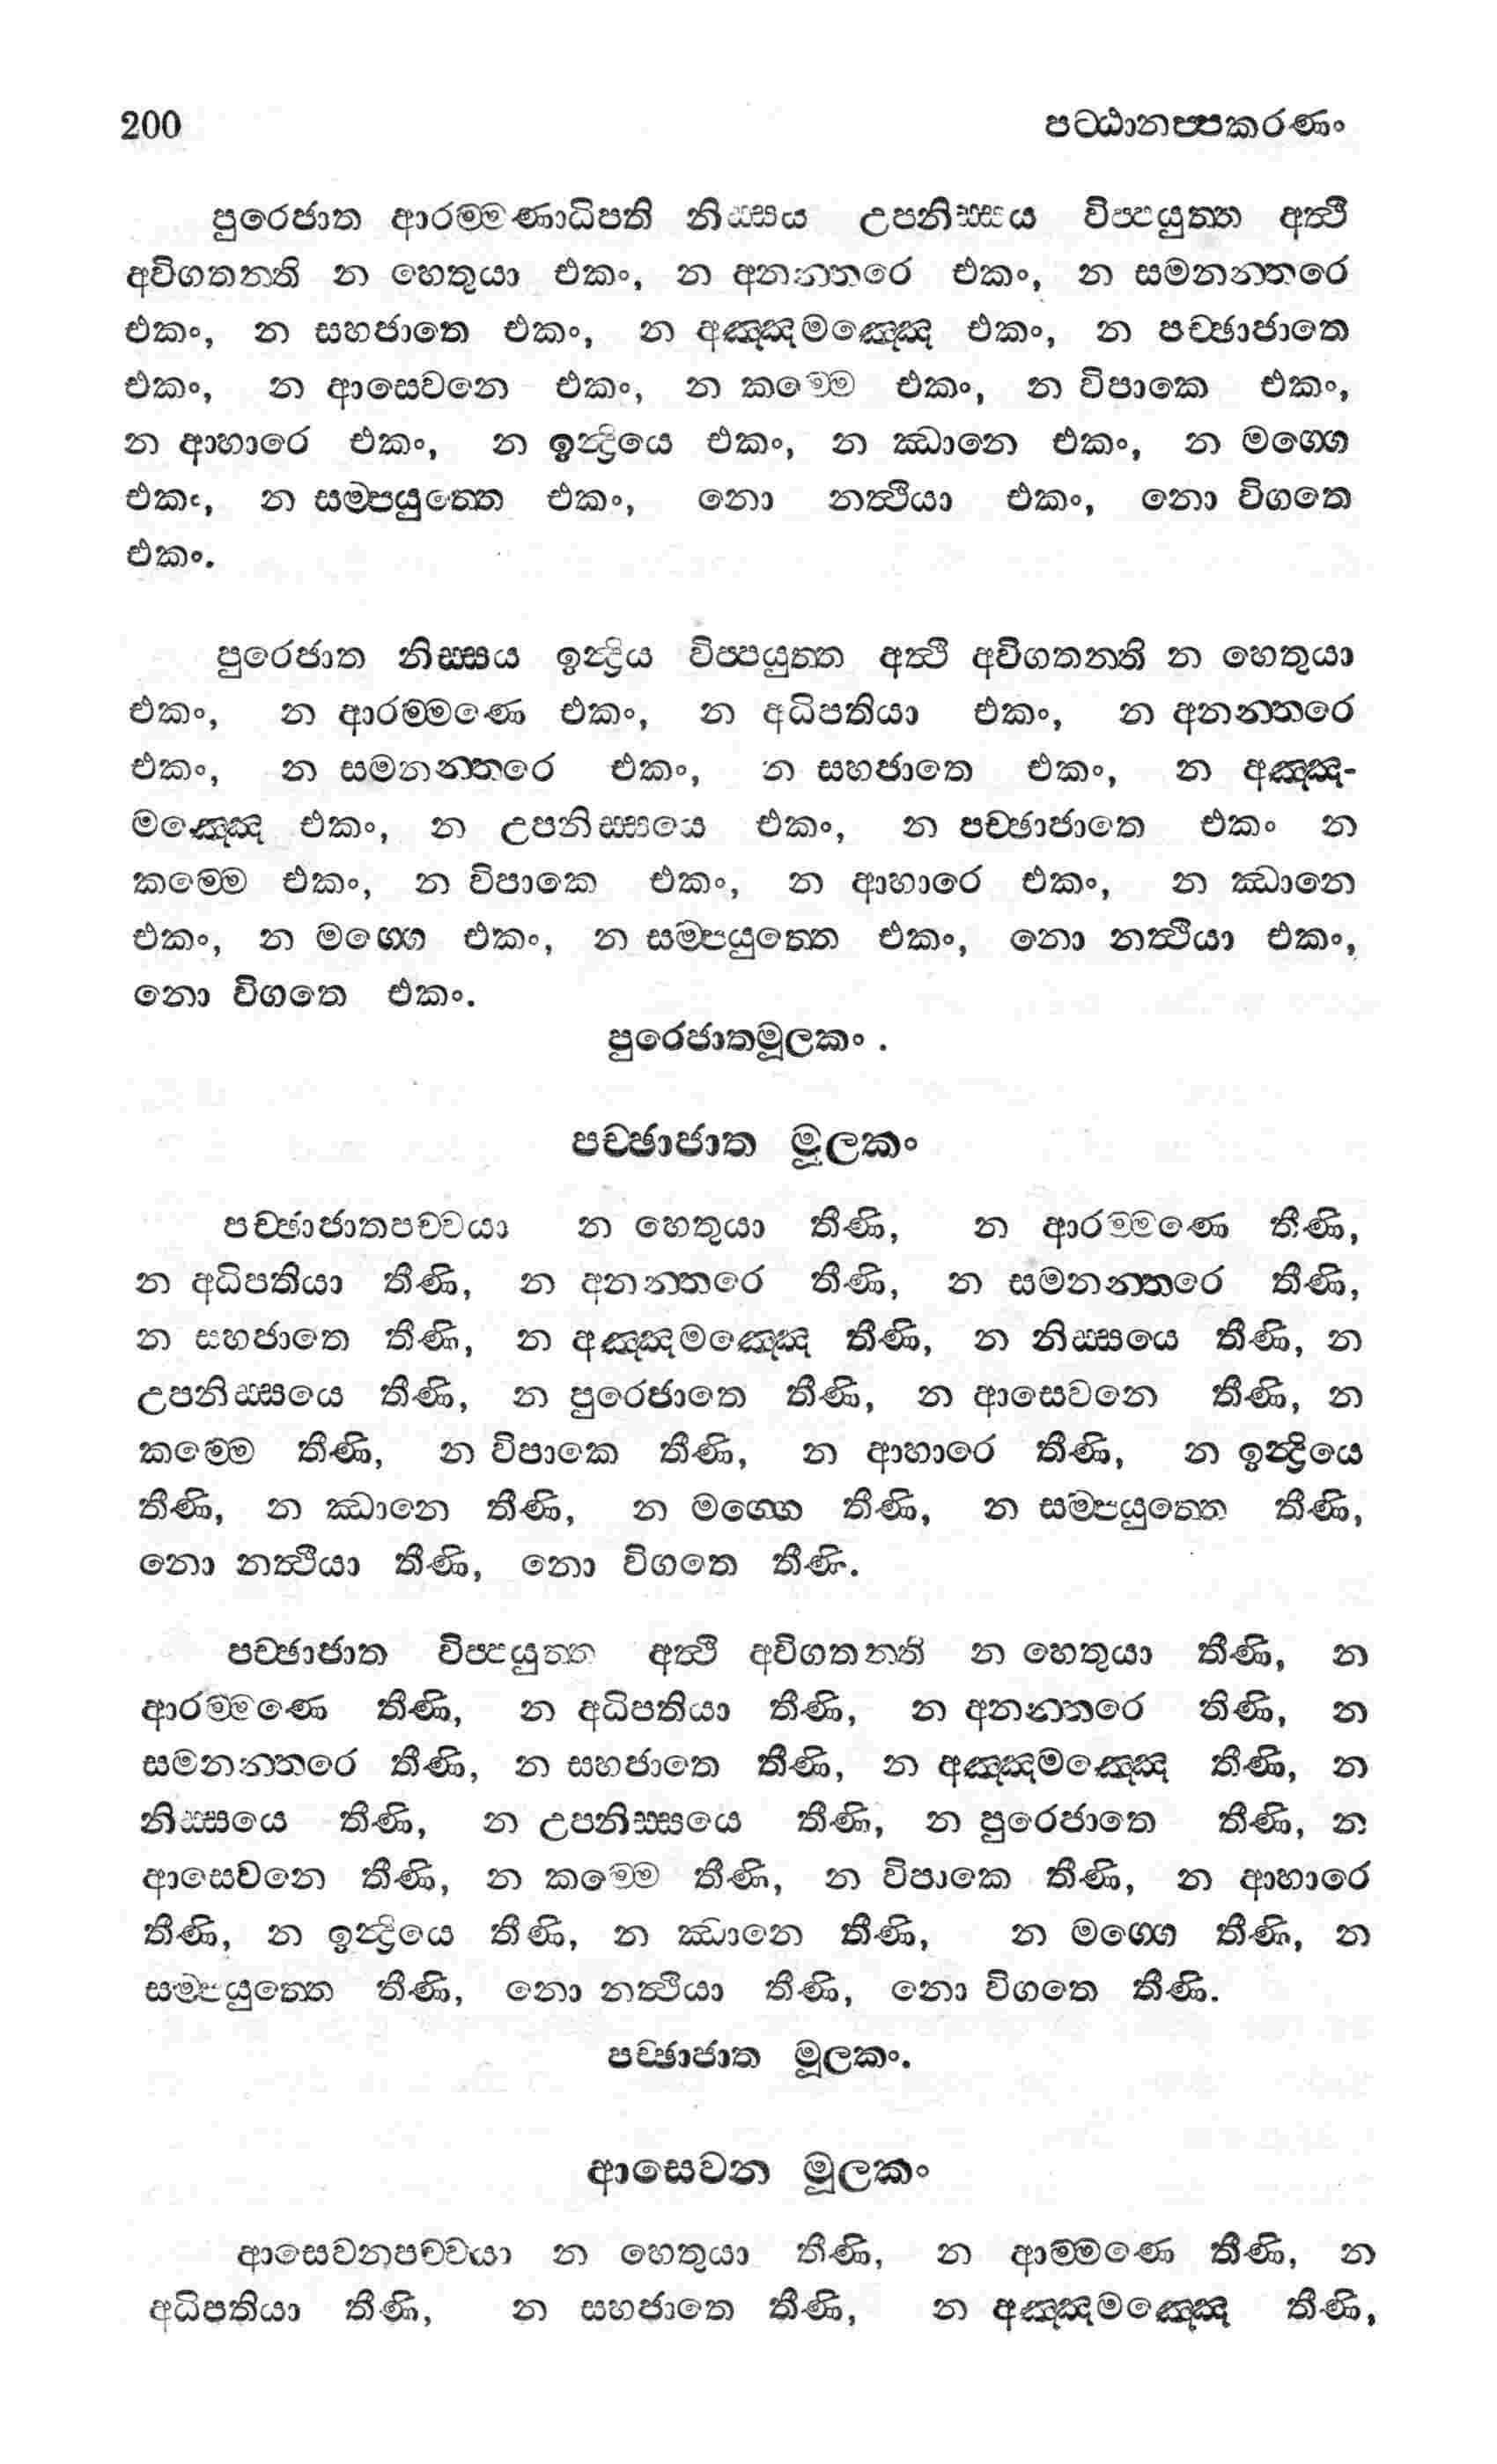 200 පට්ඨානප්පකරණං
පුරෙජාත ආරම්මණාධිපති නිස්සය උපනිස්සය විප්පයුත්ත අත්ථි
අවිගතන්ති න හෙතුයා එකං, න අනන්තරෙ එකං, න සමනන්තරෙ
එකං, න සහජාතෙ එකං, න අඤ්ඤමඤ්ඤෙ එකං, න පච්ඡාජාතෙ
එකං, න ආසෙවනෙ එකං, න කම්මෙ එකං, න විපාකෙ එකං,
න ආහාරෙ එකං, න ඉන්ද්‍රියෙ එකං, න ඣානෙ එකං, න මග්ගෙ
එකං, න සම්පයුත්තෙ එකං, නො නත්ථියා එකං, නො විගතෙ
එකං.
පුරෙජාත නිස්සය ඉන්ද්‍රිය විප්පයුත්ත අත්ථි අවිගතන්ති න හෙතුයා
එකං, න ආරම්මණෙ එකං, න අධිපතියා එකං, න අනන්තරෙ
එකං, න සමනන්තරෙ එකං, න සහජාතෙ එකං, න අඤ්ඤ-
මඤ්ඤෙ එකං, න උපනිස්සයෙ එකං, න පච්ඡාජාතෙ එකං න
කම්මෙ එකං, න විපාකෙ එකං, න ආහාරෙ එකං, න ඣානෙ
එකං, න මග්ගෙ එකං, න සම්පයුත්තෙ එකං, නො නත්ථියා එකං,
නො විගතෙ එකං.
පුරෙජාතමූලකං .
පච්ඡාජාත මූලකං
පච්ඡාජාතපච්චයා න හෙතුයා තීණි, න ආරම්මණෙ තීණි,
න අධිපතියා තීණි, න අනන්තරෙ තීණි, න සමනන්තරෙ තීණි,
න සහජාතෙ තීණි, න අඤ්ඤමඤ්ඤෙ තීණි, න නිස්සයෙ තීණි, න
උපනිස්සයෙ තීණි, න පුරෙජාතෙ තීණි, න ආසෙවනෙ තීණි, න
කම්මෙ තීණි, න විපාකෙ තීණි, න ආහාරෙ තීණි, න ඉන්ද්‍රියෙ
තීණි, න ඣානෙ තීණි, න මග්ගෙ තීණි, න සම්පයුත්තෙ තීණි,
නො නත්ථියා තීණි, නො විගතෙ තීණි.
පච්ඡාජාත විප්පයුත්ත අත්ථි අවිගතන්ති න හෙතුයා තීණි, න
ආරම්මණෙ තීණි, න අධිපතියා තීණි, න අනන්තරෙ තිණි, න
සමනන්තරෙ තීණි, න සහජාතෙ තීණි, න අඤ්ඤමඤ්ඤෙ තීණි, න
නිස්සයෙ තීණි, න උපනිස්සයෙ තීණි, න පුරෙජාතෙ තීණි, න
ආසෙවනෙ තීණි, න කම්මෙ තීණි, න විපාකෙ තීණි, න ආහාරෙ
තීණි, න ඉන්ද්‍රියෙ තීණි, න ඣානෙ තීණි, න මග්ගෙ තීණි, න
සම්පයුත්තෙ තීණි, නො නත්ථියා තීණි, නො විගතෙ තීණි.
පච්ඡාජාත මූලකං.
ආසෙවන මූලකං
ආසෙවනපච්චයා න හෙතුයා තීණි, න ආම්මණෙ තීණි, න
අධිපතියා තීණි, න සහජාතෙ තීණි, න අඤ්ඤමඤ්ඤෙ තීණි,